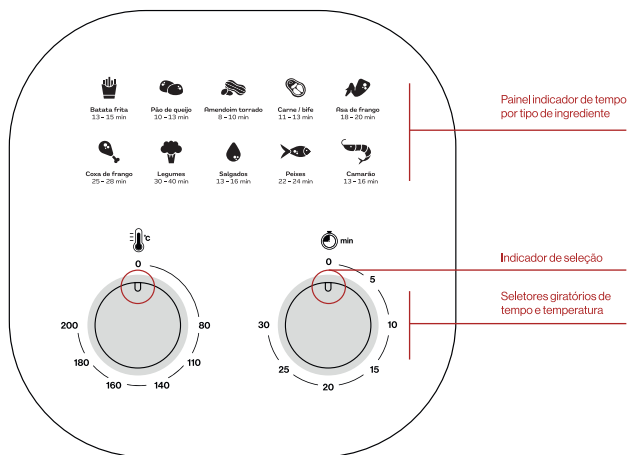 Batata frita
13 – 15 min
Pão de queijo
10 – 13 min
Amendoim torrado
8 – 10 min
Carne / bife
11 – 13 min
Asa de frango
18 – 20 min
Coxa de frango
25 – 28 min
Legumes
30 – 40 min
Salgados
13 – 16 min
Peixes
22 – 24 min
Camarão
13 – 16 min
Painel indicador de tempo
por tipo de ingrediente
°C
0
80
110
140
160
180
200
min
0
5
10
15
20
25
30
Indicador de seleção
Seletores giratórios de
tempo e temperatura